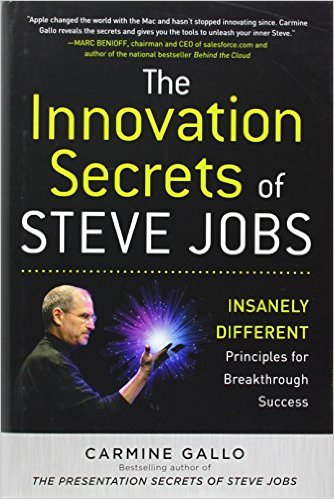 "Apple changed the world with the Mac and hasn't stopped innovating since. Carmine
Gallo reveals the secrets and gives you the tools to unleash your inner Steve."
—MARC BENIOFF, chairman and CEO of salesforce.com and
author of the national bestseller Behind the Cloud
The
Innovation
Secrets of
STEVE JOBS
INSANELY
DIFFERENT
Principles for
Breakthrough
Success
CARMINE GALLO
Bestselling author of
THE PRESENTATION SECRETS OF STEVE JOBS